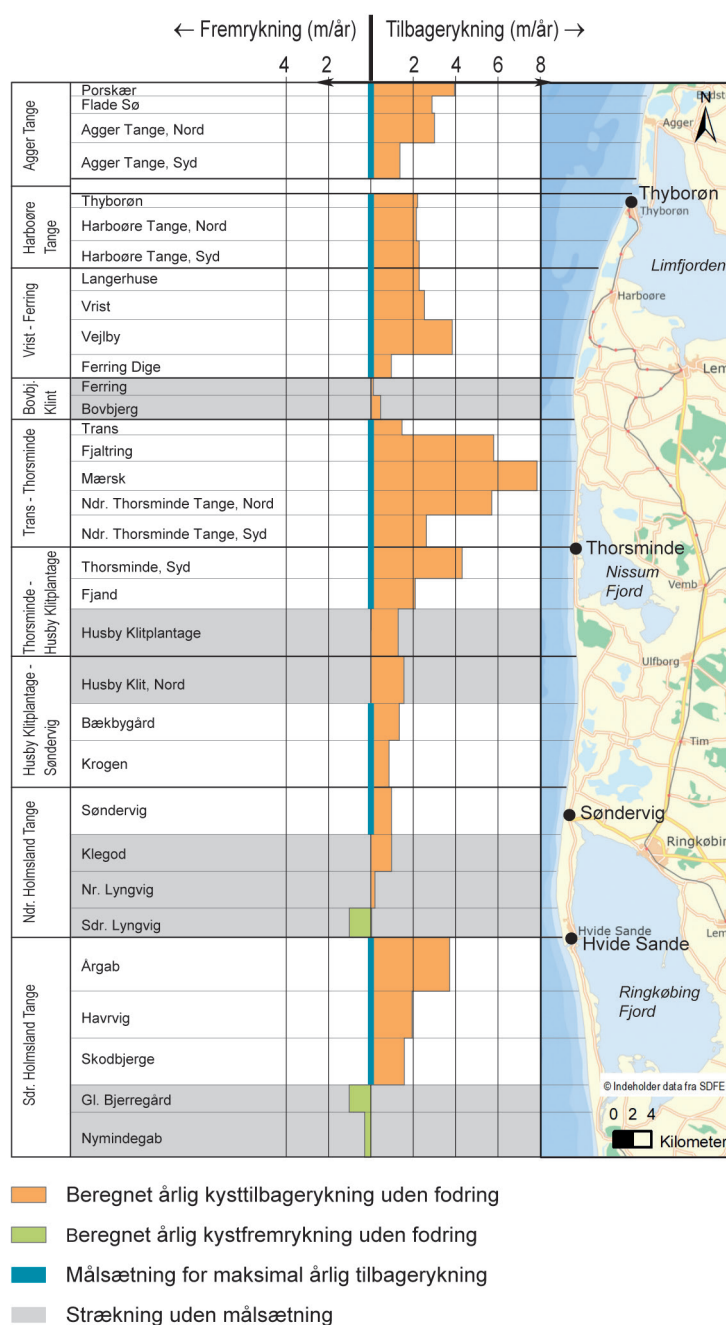 ← Fremrykning (m/år)
Tilbagerykning (m/år) →
4 2 2 4 6 8
Agger Tange
Porskær
Flade Sø
Agger Tange, Nord
Agger Tange, Syd
Harboøre
Tange
Thyborøn
Harboøre Tange, Nord
Harboøre Tange, Syd
Vrist - Ferring
Langerhuse
Vrist
Vejlby
Ferring Dige
Bovbj.
Klint
Ferring
Bovbjerg
Trans - Thorsminde
Trans
Fjaltring
Mærsk
Ndr. Thorsminde Tange, Nord
Ndr. Thorsminde Tange, Syd
Thorsminde -
Husby Klitplantage
Thorsminde, Syd
Fjand
Husby Klitplantage
Husby Klitplantage -
Søndervig
Husby Klit, Nord
Bækbygård
Krogen
Ndr. Holmsland Tange
Søndervig
Klegod
Nr. Lyngvig
Sdr. Lyngvig
Sdr. Holmsland Tange
Årgab
Havrvig
Skodbjerge
Gl. Bjerregård
Nymindegab
N
Agger
Thyborøn
Thyborøn
Limfjorden
Harboøre
Lem
Thorsminde
Nissum
Fjord
Vemb
Ulfborg
Tim
Søndervig
Ringkøbin
Hvide Sande
Hvide Sande
Lem
Ringkøbing
Fjord
© Indeholder data fra SDFE
0 2 4
Kilometer
Beregnet årlig kysttilbagerykning uden fodring
Beregnet årlig kystfremrykning uden fodring
Målsætning for maksimal årlig tilbagerykning
Strækning uden målsætning